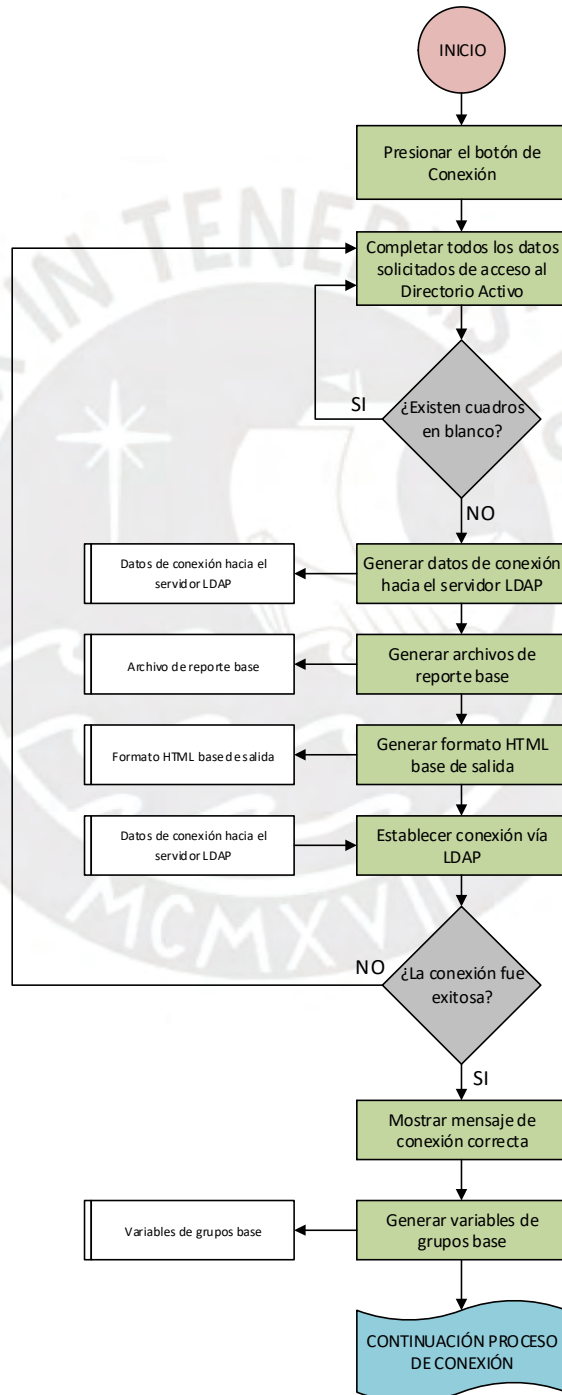 INICIO
Presionar el botón de
Conexión
Completar todos los datos
solicitados de acceso al
Directorio Activo
SI
¿Existen cuadros
en blanco?
NO
Datos de conexión hacia el
servidor LDAP
Generar datos de conexión
hacia el servidor LDAP
Archivo de reporte base
Generar archivos de
reporte base
Formato HTML base de salida
Generar formato HTML
base de salida
Datos de conexión hacia el
servidor LDAP
Establecer conexión vía
LDAP
MCMXVII
NO
¿La conexión fue
exitosa?
SI
Mostrar mensaje de
conexión correcta
Variables de grupos base
Generar variables de
grupos base
CONTINUACIÓN PROCESO
DE CONEXIÓN